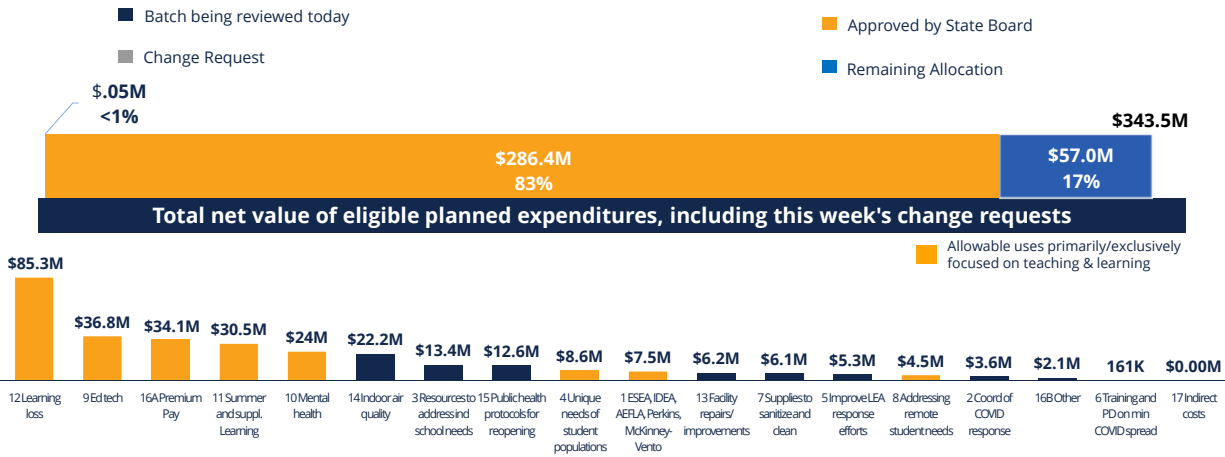 Batch being reviewed today
Approved by State Board
Change Request
Remaining Allocation
$.05M
<1%
$343.5M
$286.4M
83%
$57.0M
17%
Total net value of eligible planned expenditures, including this week's change requests
Allowable uses primarily/exclusively
focused on teaching & learning
$85.3M
$36.8M
$34.1M
$30.5M
$24M
$22.2M
$13.4M
$12.6M
$8.6M
$7.5M
$6.2M
$6.1M
$5.3M
$4.5M
$3.6M
$2.1M
161K
$0.00M
12 Learning
loss
9 Ed tech
16A Premium
Pay
11 Summer
and suppl.
Learning
10 Mental
health
14 Indoor air
quality
3 Resources to
address ind
school needs
15 Public health
protocols for
reopening
4 Unique
needs of
student
populations
1 ESEA, IDEA,
AEFLA, Perkins,
McKinney-
Vento
13 Facility
repairs/
improvements
7 Supplies to
sanitize and
clean
5 Improve LEA
response
efforts
8 Addressing
remote
student needs
2 Coord of
COVID
response
16B Other
6 Training and
PD on min
COVID spread
17 Indirect
costs